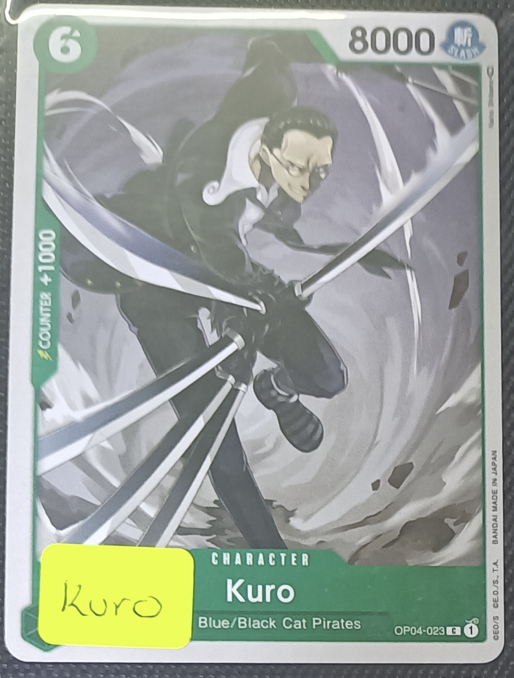 6
8000
斬
SLASH
⚡COUNTER +1000
CHARACTER
Kuro
Kuro
Blue/Black Cat Pirates
OP04-023 C 1
©EO/S ©E.O./S., T.A. BANDAI MADE IN JAPAN